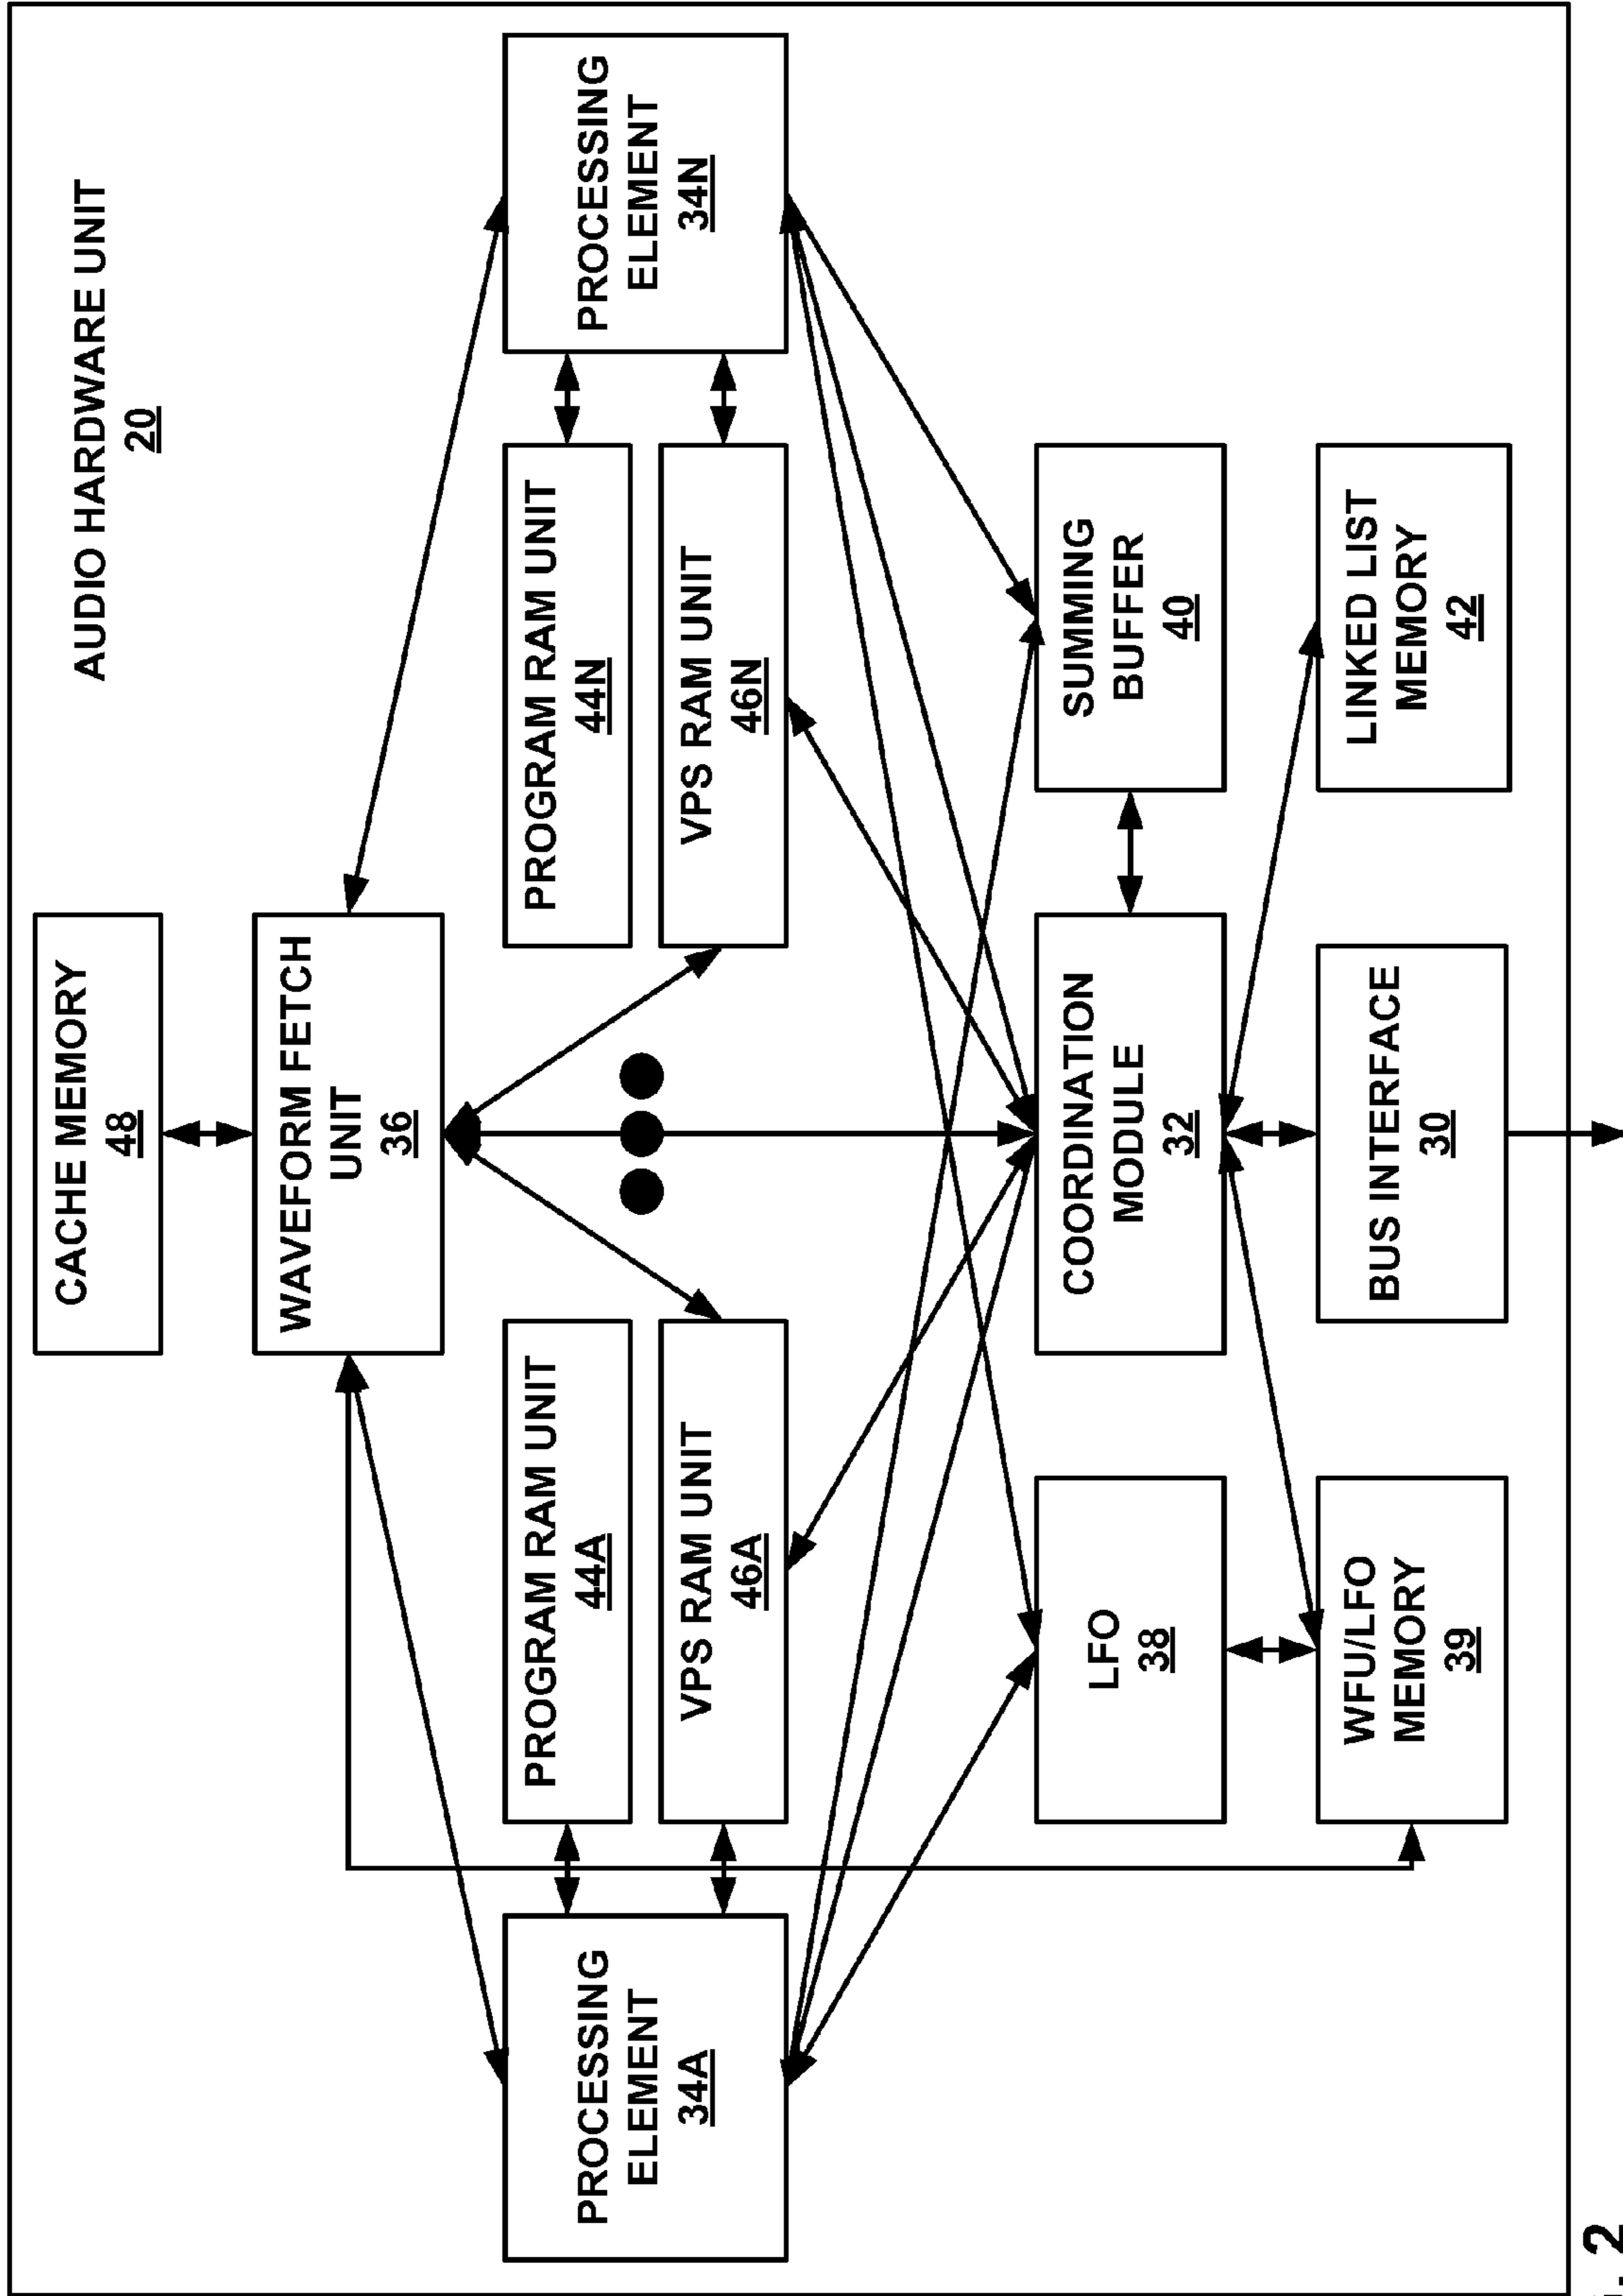 AUDIO HARDWARE UNIT
20
CACHE MEMORY
48
WAVEFORM FETCH
UNIT
36
PROCESSING
ELEMENT
34A
PROGRAM RAM UNIT
44A
VPS RAM UNIT
46A
PROGRAM RAM UNIT
44N
VPS RAM UNIT
46N
PROCESSING
ELEMENT
34N
LFO
38
COORDINATION
MODULE
32
SUMMING
BUFFER
40
WFU/LFO
MEMORY
39
BUS INTERFACE
30
LINKED LIST
MEMORY
42
2